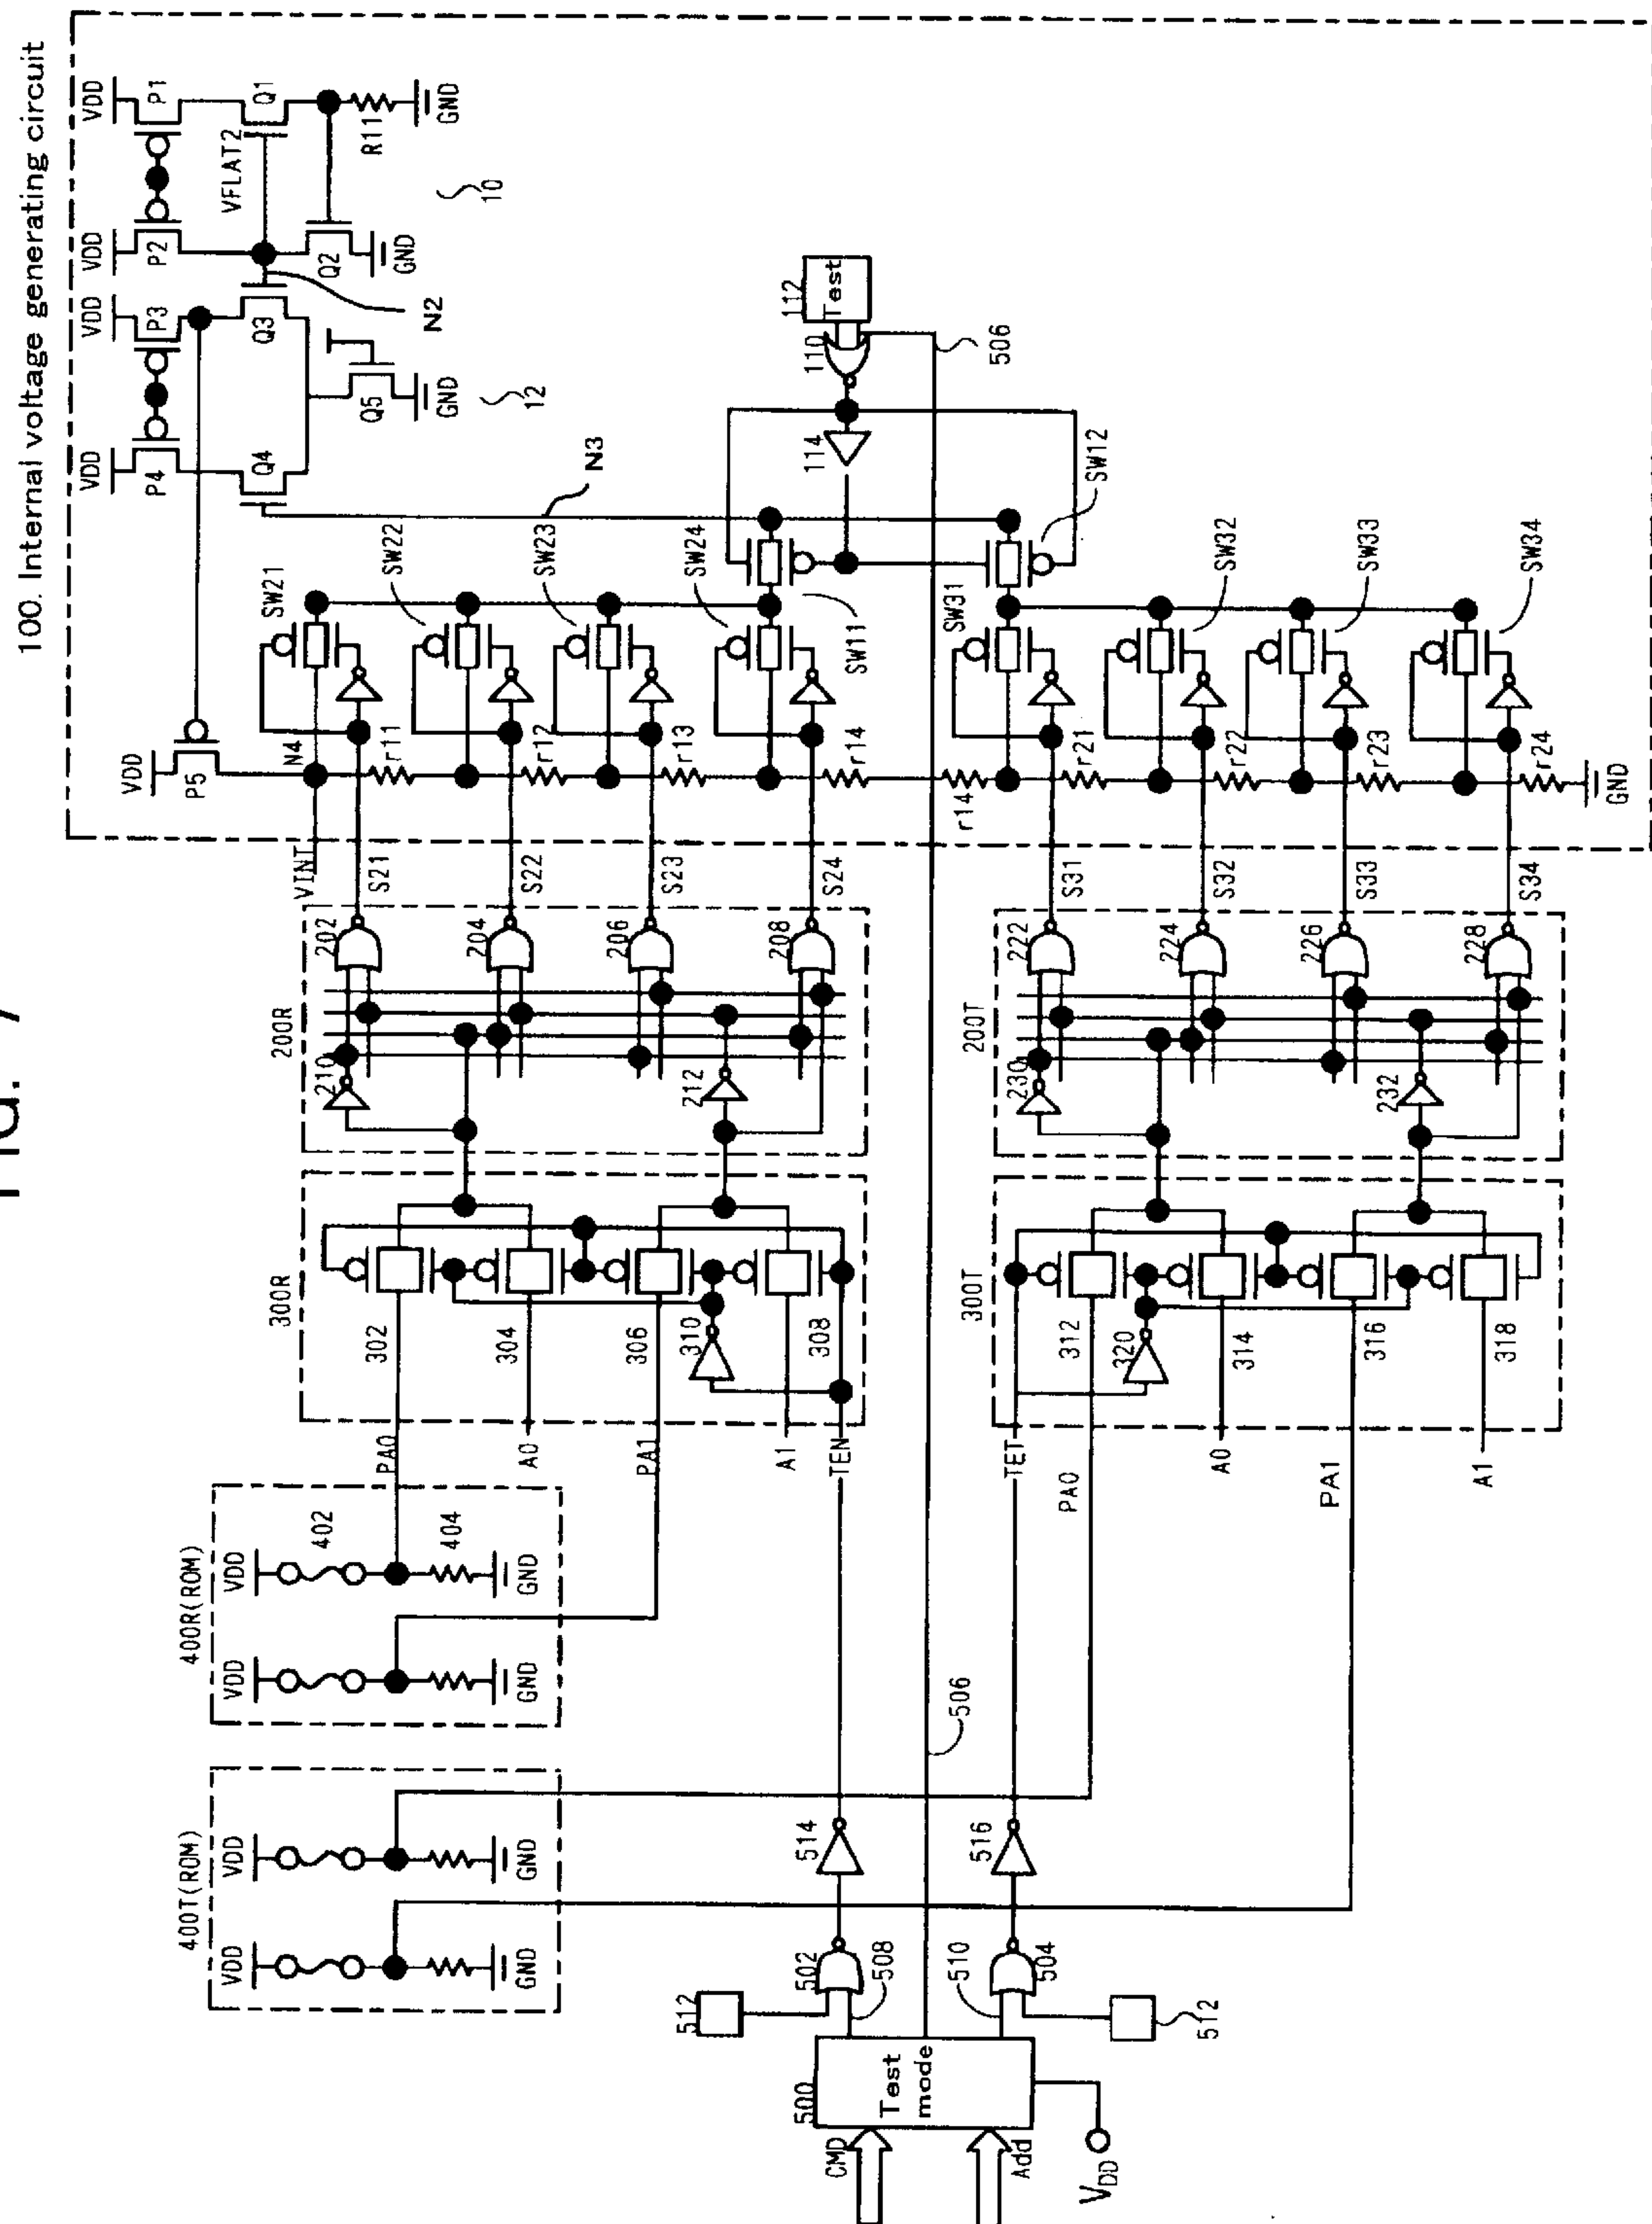 100. Internal voltage generating circuit
VDD
VDD
VDD
VDD
P4
P3
P2
P1
VFLAT2
Q4
Q3
Q2
Q1
R11
Q5
GND
GND
GND
N2
12
10
N3
VDD
P5
N4
VINT
SW21
SW22
SW23
SW24
SW11
SW12
112
Test
110
114
506
r11
r12
r13
r14
r14
r21
r22
r23
r24
GND
SW31
SW32
SW33
SW34
S21
S22
S23
S24
S31
S32
S33
S34
200R
202
204
206
208
210
212
200T
222
224
226
228
230
232
300R
302
304
306
310
308
300T
312
320
314
316
318
PA0
A0
PA1
A1
TEN
TET
PA0
A0
PA1
A1
400R(ROM)
VDD
VDD
402
404
GND
GND
400T(ROM)
VDD
VDD
GND
GND
506
514
516
512
502
508
510
504
512
500
Test
mode
CMD
Add
VDD